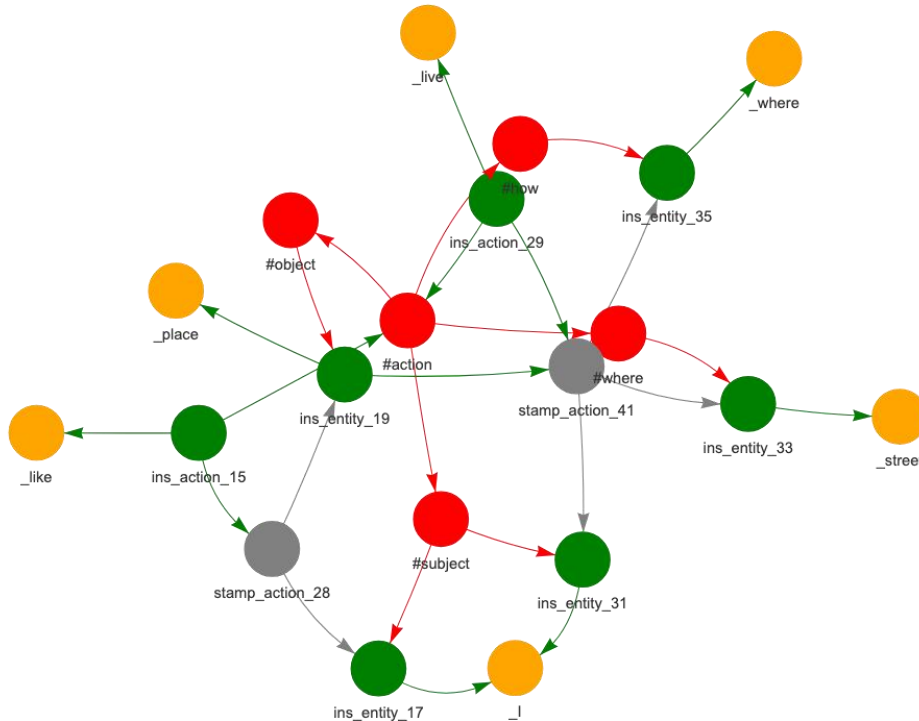 _live
_where
#how
ins_entity_35
ins_action_29
#object
_place
#action
#where
ins_entity_19
stamp_action_41
ins_entity_33
_stree
_like
ins_action_15
#subject
stamp_action_28
ins_entity_31
ins_entity_17
_I